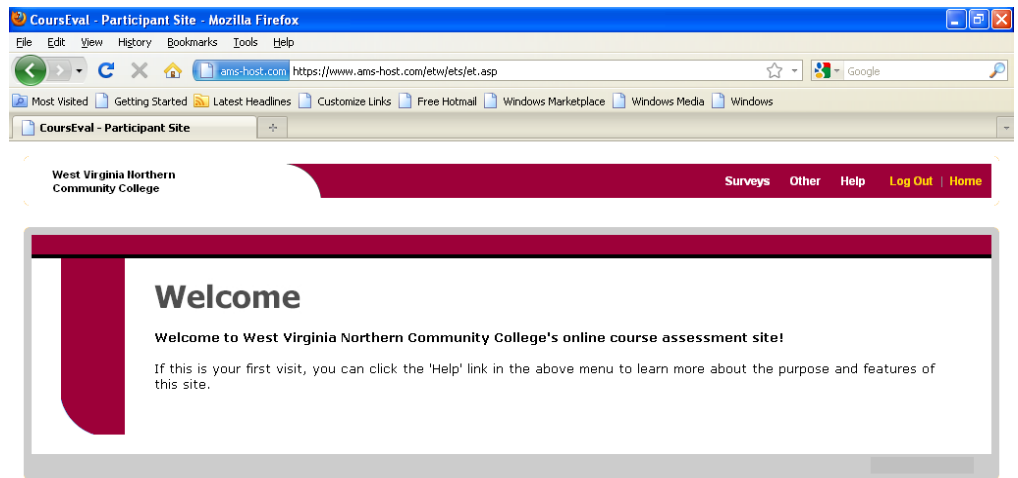 CoursEval - Participant Site - Mozilla Firefox
File Edit View History Bookmarks Tools Help
ams-host.com https://www.ams-host.com/etw/ets/et.asp Google
Most Visited Getting Started Latest Headlines Customize Links Free Hotmail Windows Marketplace Windows Media Windows
CoursEval - Participant Site
West Virginia Northern
Community College
Surveys Other Help Log Out | Home
Welcome
Welcome to West Virginia Northern Community College's online course assessment site!
If this is your first visit, you can click the 'Help' link in the above menu to learn more about the purpose and features of
this site.